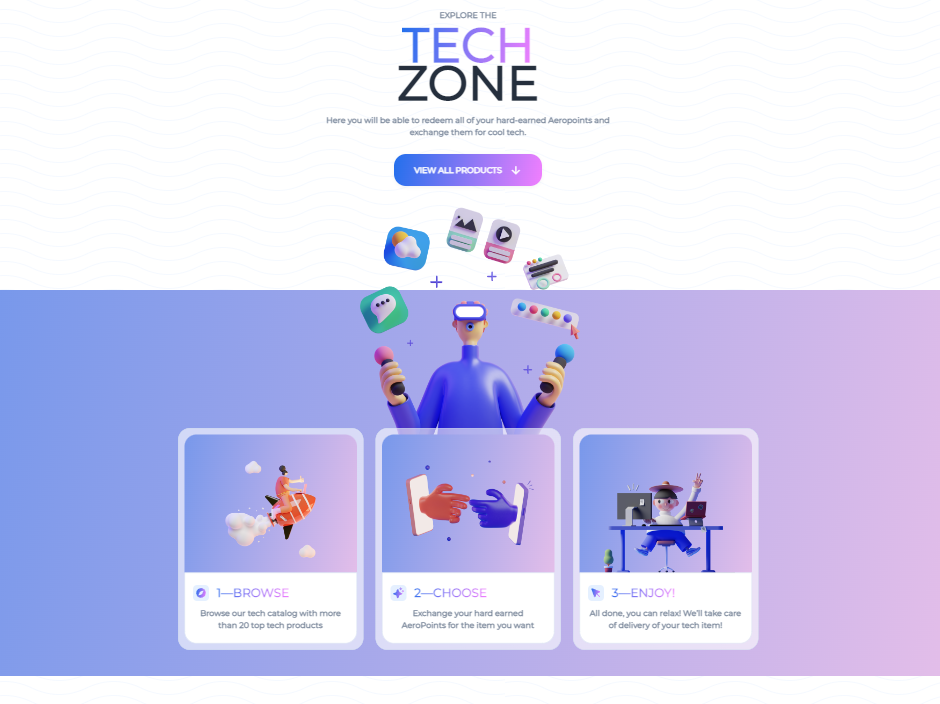 EXPLORE THE
TECH
ZONE
Here you will be able to redeem all of your hard-earned Aeropoints and
exchange them for cool tech.
VIEW ALL PRODUCTS
1—BROWSE
Browse our tech catalog with more
than 20 top tech products
2—CHOOSE
Exchange your hard earned
AeroPoints for the item you want
3—ENJOY!
All done, you can relax! We'll take care
of delivery of your tech item!